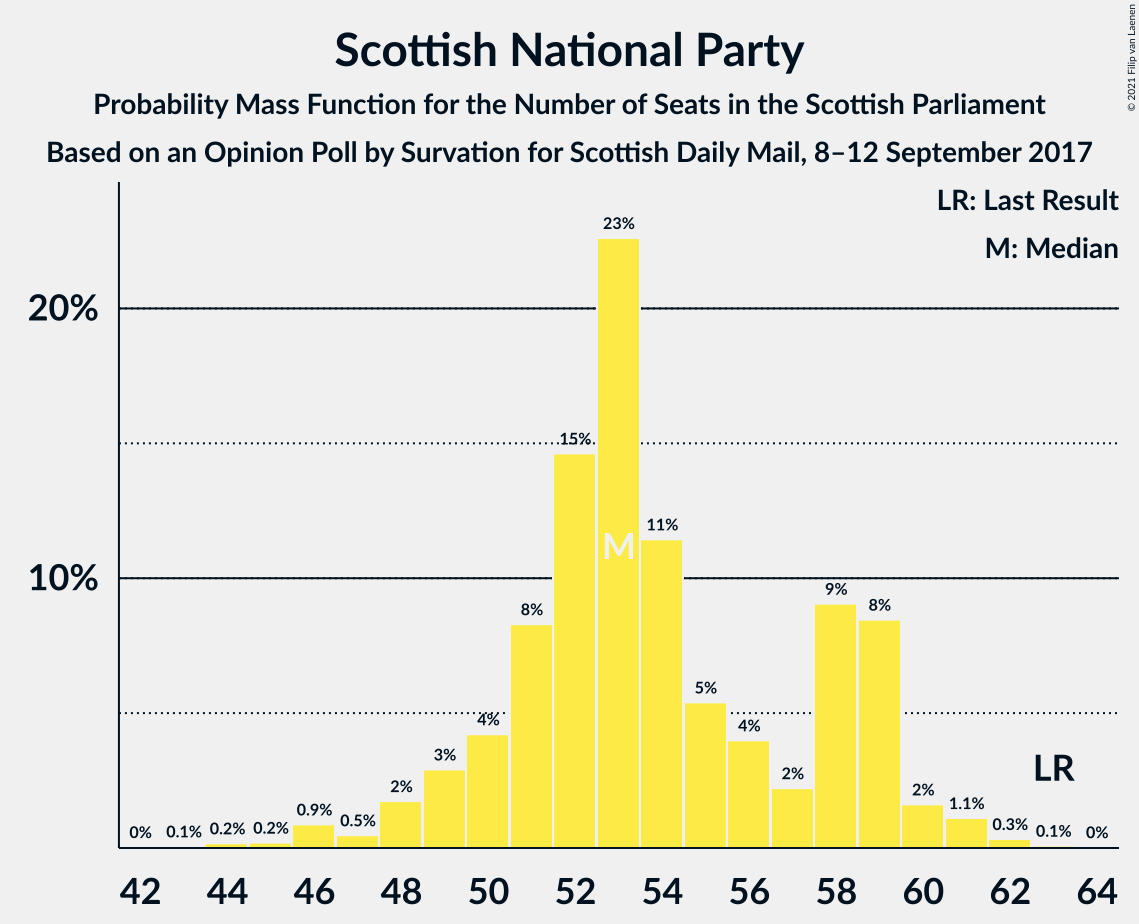 Scottish National Party
Probability Mass Function for the Number of Seats in the Scottish Parliament
Based on an Opinion Poll by Survation for Scottish Daily Mail, 8–12 September 2017
© 2021 Filip van Laenen
LR: Last Result
M: Median
20%
10%
0% 0.1% 0.2% 0.2% 0.9% 0.5% 2% 3% 4% 8% 15% 23% 11% 5% 4% 2% 9% 8% 2% 1.1% 0.3% 0.1% 0%
M
LR
42 44 46 48 50 52 54 56 58 60 62 64